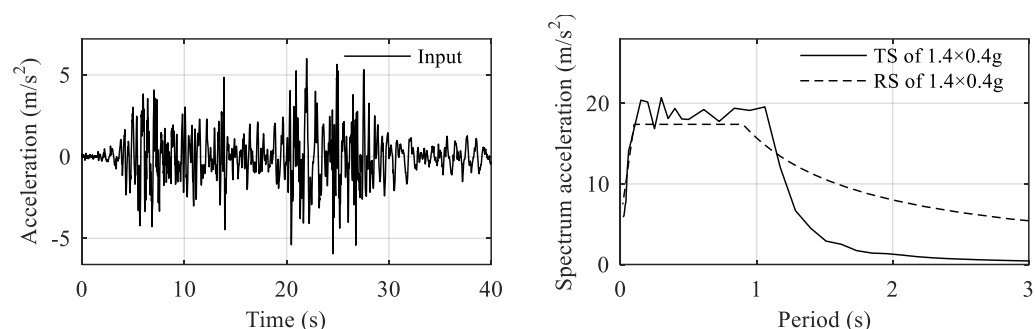 Acceleration (m/s²)
5
0
-5
Input
0
10
20
30
40
Time (s)
Spectrum acceleration (m/s²)
20
10
0
TS of 1.4×0.4g
RS of 1.4×0.4g
0
1
2
3
Period (s)